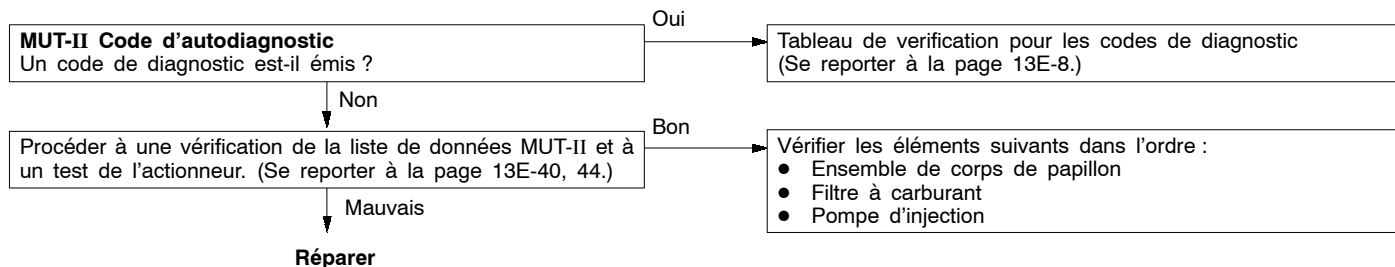 Oui
MUT-II Code d'autodiagnostic
Un code de diagnostic est-il émis ?
Tableau de verification pour les codes de diagnostic
(Se reporter à la page 13E-8.)
Non
Bon
Procéder à une vérification de la liste de données MUT-II et à
un test de l'actionneur. (Se reporter à la page 13E-40, 44.)
Vérifier les éléments suivants dans l'ordre :
● Ensemble de corps de papillon
● Filtre à carburant
● Pompe d'injection
Mauvais
Réparer